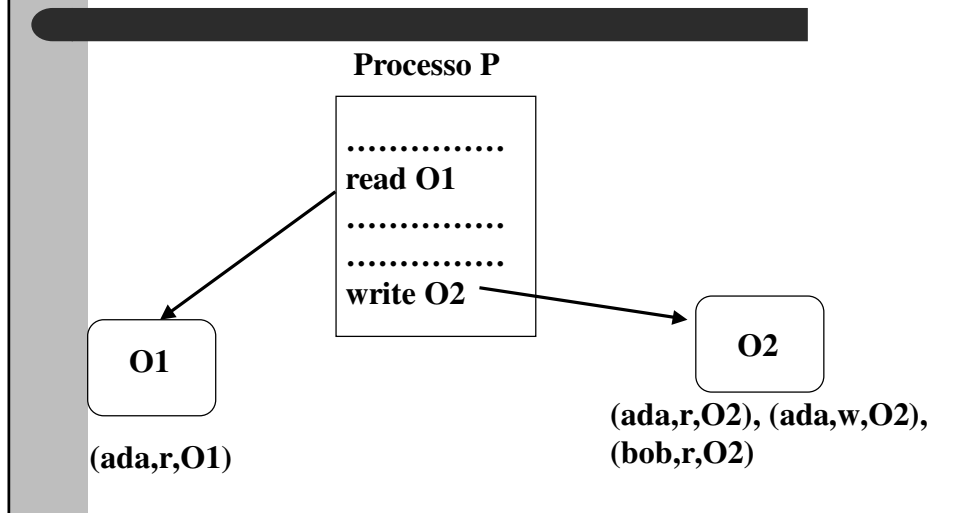 Processo P
……………
read O1
……………
……………
write O2
O1
(ada,r,O1)
O2
(ada,r,O2), (ada,w,O2),
(bob,r,O2)